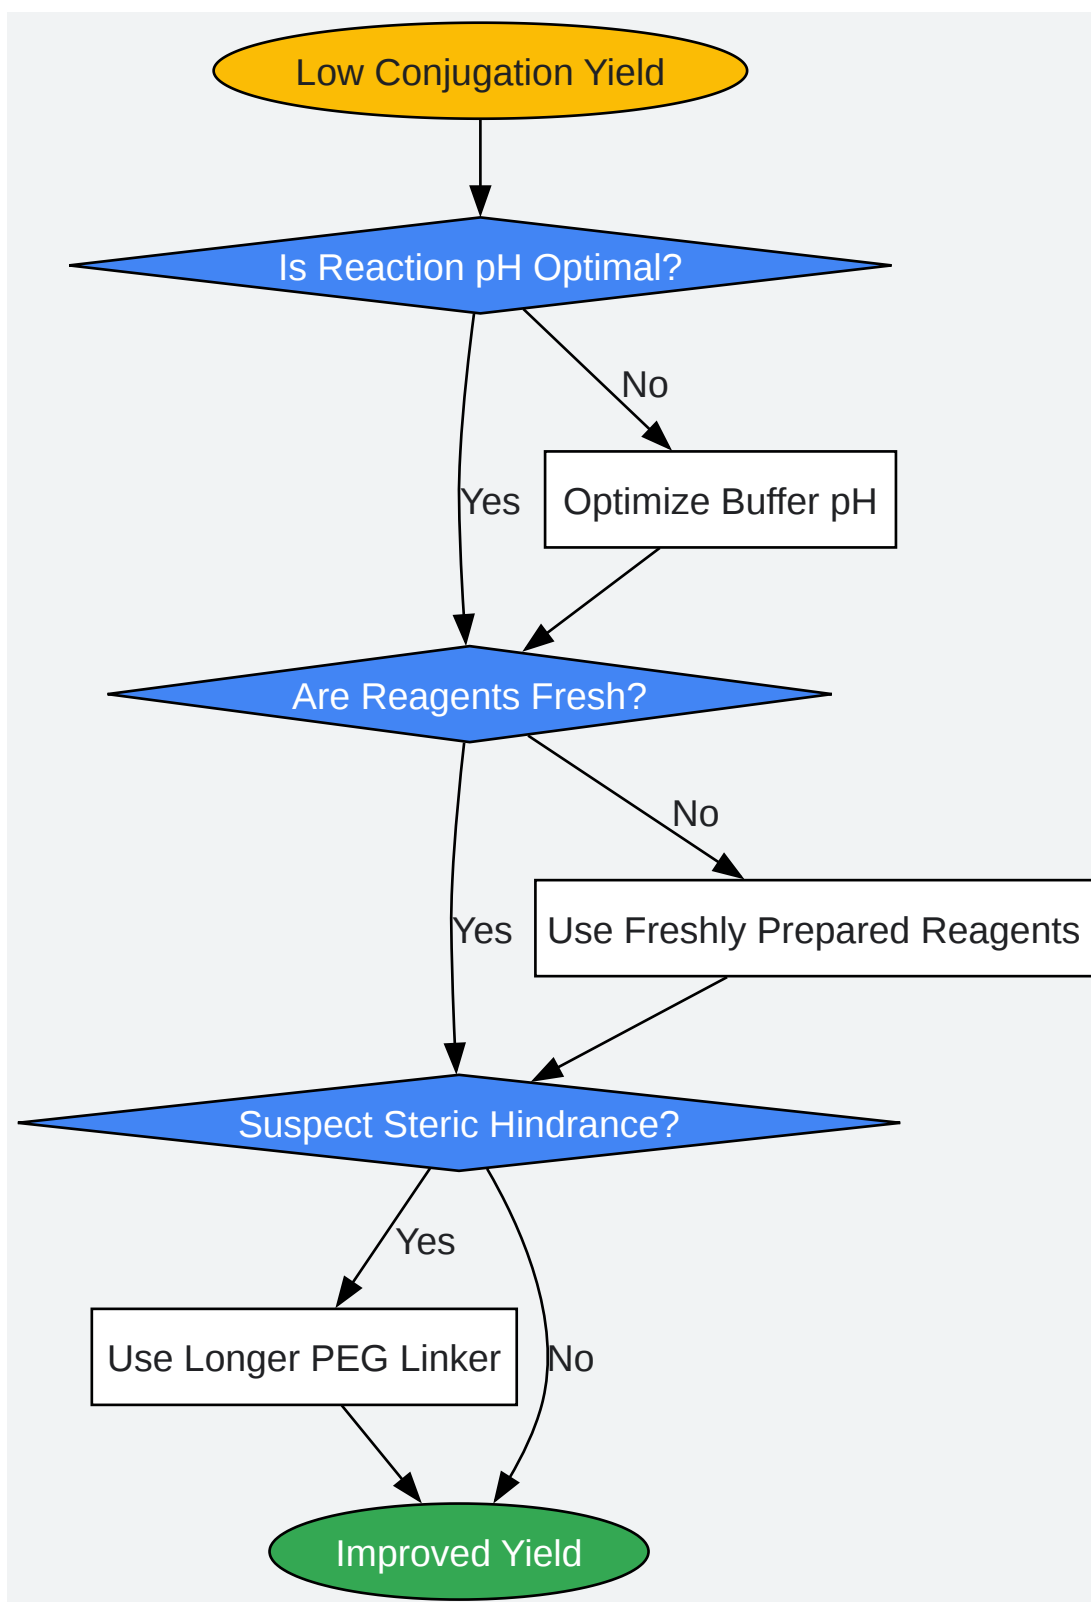 Low Conjugation Yield
Is Reaction pH Optimal?
No
Yes
Optimize Buffer pH
Are Reagents Fresh?
No
Yes
Use Freshly Prepared Reagents
Suspect Steric Hindrance?
Yes
Use Longer PEG Linker
No
Improved Yield